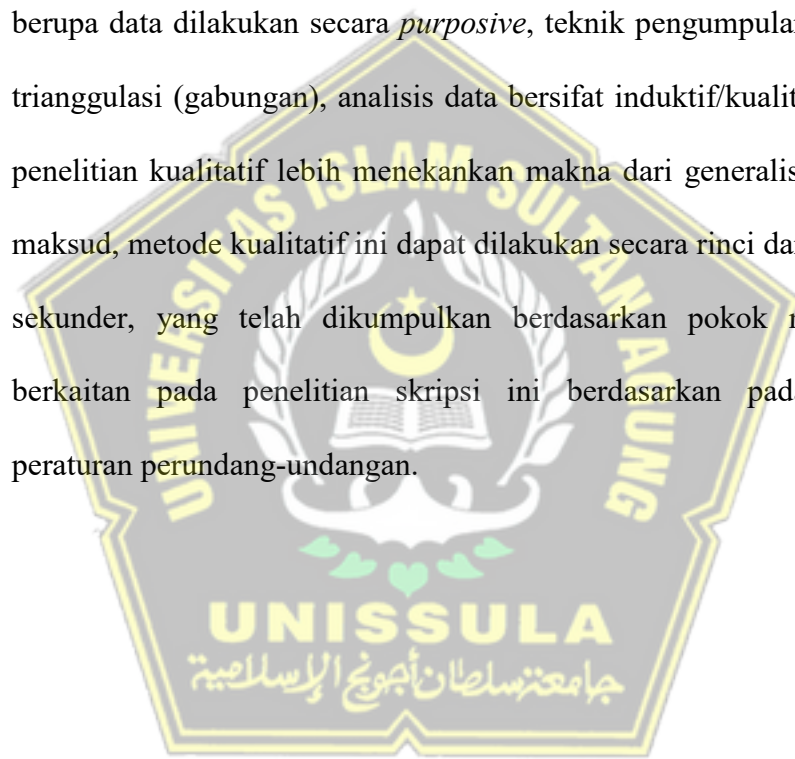 berupa data dilakukan secara purposive, teknik pengumpulan
trianggulasi (gabungan), analisis data bersifat induktif/kualit
penelitian kualitatif lebih menekankan makna dari generalis
maksud, metode kualitatif ini dapat dilakukan secara rinci dan
sekunder, yang telah dikumpulkan berdasarkan pokok
berkaitan pada penelitian skripsi ini berdasarkan pada
peraturan perundang-undangan.
UNIVERSITAS ISLAM SULTAN AGUNG
UNISSULA
جامعة سلطان أجونج الإسلامية